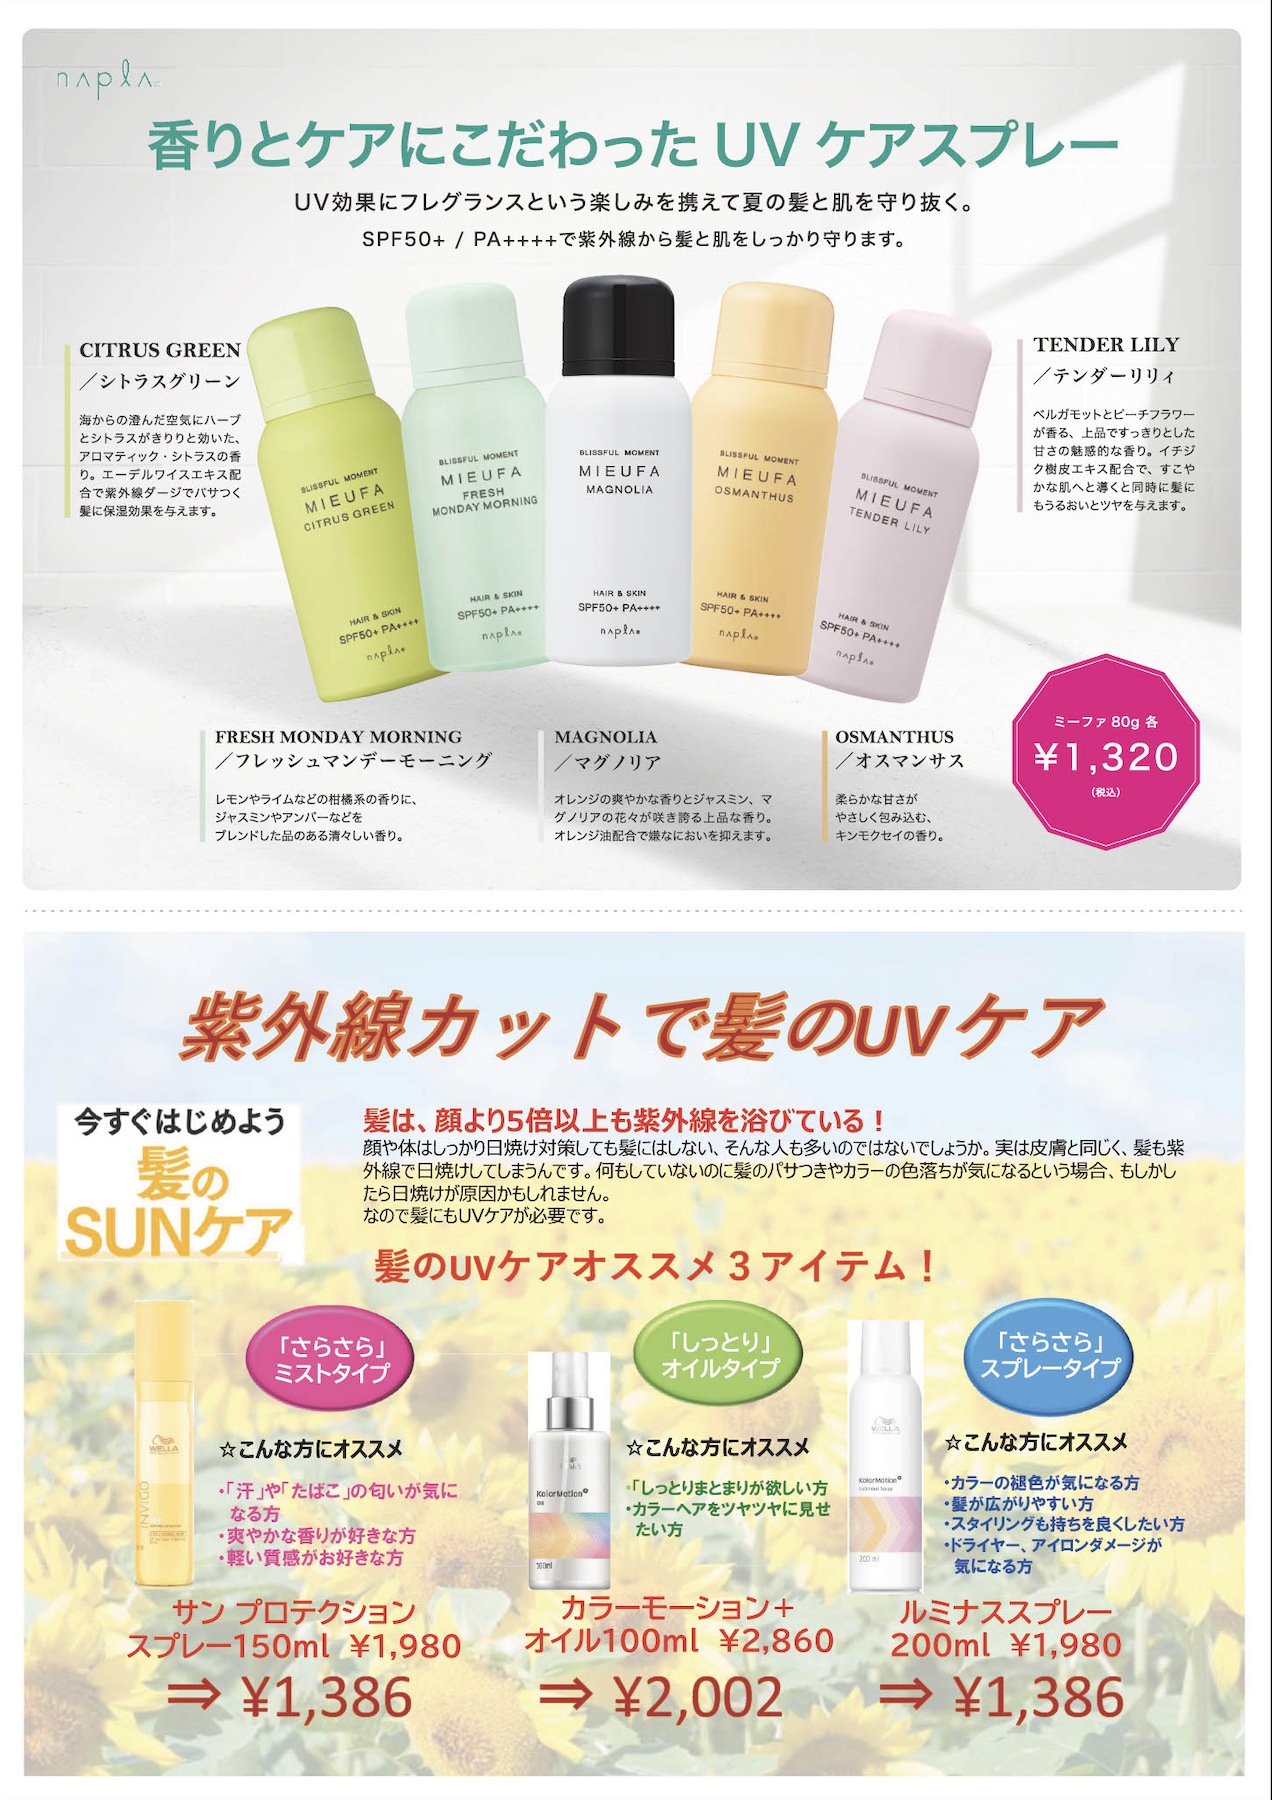 napla
香りとケアにこだわった UV ケアスプレー
UV効果にフレグランスという楽しみを携えて夏の髪と肌を守り抜く。
SPF50+ / PA++++で紫外線から髪と肌をしっかり守ります。
CITRUS GREEN
／シトラスグリーン
海からの澄んだ空気にハーブ
とシトラスがきりりと効いた、
アロマティック・シトラスの香
り。エーデルワイスエキス配
合で紫外線ダージでパサつく
髪に保湿効果を与えます。
TENDER LILY
／テンダーリリィ
ベルガモットとピーチフラワー
が香る、上品ですっきりとした
甘さの魅惑的な香り。イチジ
ク樹皮エキス配合で、すこや
かな肌へと導くと同時に髪に
もうるおいとツヤを与えます。
BLISSFUL MOMENT
MIEUFA
CITRUS GREEN
HAIR & SKIN
SPF50+ PA++++
napla
BLISSFUL MOMENT
MIEUFA
FRESH
MONDAY MORNING
HAIR & SKIN
SPF50+ PA++++
napla
BLISSFUL MOMENT
MIEUFA
MAGNOLIA
HAIR & SKIN
SPF50+ PA++++
napla
BLISSFUL MOMENT
MIEUFA
OSMANTHUS
HAIR & SKIN
SPF50+ PA++++
napla
BLISSFUL MOMENT
MIEUFA
TENDER LILY
HAIR & SKIN
SPF50+ PA++++
napla
FRESH MONDAY MORNING
／フレッシュマンデーモーニング
レモンやライムなどの柑橘系の香りに、
ジャスミンやアンバーなどを
ブレンドした品のある清々しい香り。
MAGNOLIA
／マグノリア
オレンジの爽やかな香りとジャスミン、マ
グノリアの花々が咲き誇る上品な香り。
オレンジ油配合で嫌なにおいを抑えます。
OSMANTHUS
／オスマンサス
柔らかな甘さが
やさしく包み込む、
キンモクセイの香り。
ミーファ 80g 各
¥1,320
(税込)
紫外線カットで髪のUVケア
今すぐはじめよう
髪の
SUNケア
髪は、顔より5倍以上も紫外線を浴びている！
顔や体はしっかり日焼け対策しても髪にはしない、そんな人も多いのではないでしょうか。実は皮膚と同じく、髪も紫
外線で日焼けしてしまうんです。何もしていないのに髪のパサつきやカラーの色落ちが気になるという場合、もしかし
たら日焼けが原因かもしれません。
なので髪にもUVケアが必要です。
髪のUVケアオススメ３アイテム！
「さらさら」
ミストタイプ
☆こんな方にオススメ
・「汗」や「たばこ」の匂いが気に
なる方
・爽やかな香りが好きな方
・軽い質感がお好きな方
WELLA
INVIGO
サン プロテクション
スプレー150ml ¥1,980
⇒ ¥1,386
「しっとり」
オイルタイプ
☆こんな方にオススメ
・「しっとりまとまりが欲しい方
・カラーヘアをツヤツヤに見せ
たい方
KolorMotion+
100ml
カラーモーション＋
オイル100ml ¥2,860
⇒ ¥2,002
「さらさら」
スプレータイプ
☆こんな方にオススメ
・カラーの褪色が気になる方
・髪が広がりやすい方
・スタイリングも持ちを良くしたい方
・ドライヤー、アイロンダメージが
気になる方
WELLA
KolorMotion+
Luminous Spray
200 ml
ルミナススプレー
200ml ¥1,980
⇒ ¥1,386